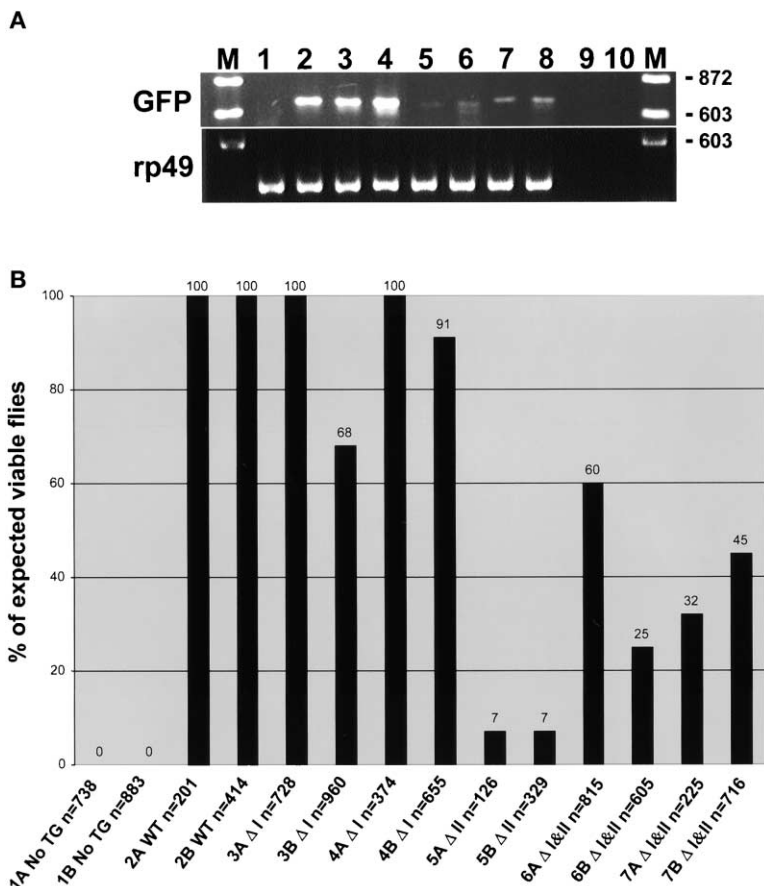 A
M 1 2 3 4 5 6 7 8 9 10 M
GFP
- 872
- 603
rp49
- 603
B
% of expected viable flies
100
80
60
40
20
0
0
0
100
100
100
68
100
91
7
7
60
25
32
45
1A No TG n=738
1B No TG n=883
2A WT n=201
2B WT n=414
3A Δ I n=728
3B Δ I n=960
4A Δ I n=374
4B Δ I n=655
5A Δ II n=126
5B Δ II n=329
6A Δ I&II n=815
6B Δ I&II n=605
7A Δ I&II n=225
7B Δ I&II n=716